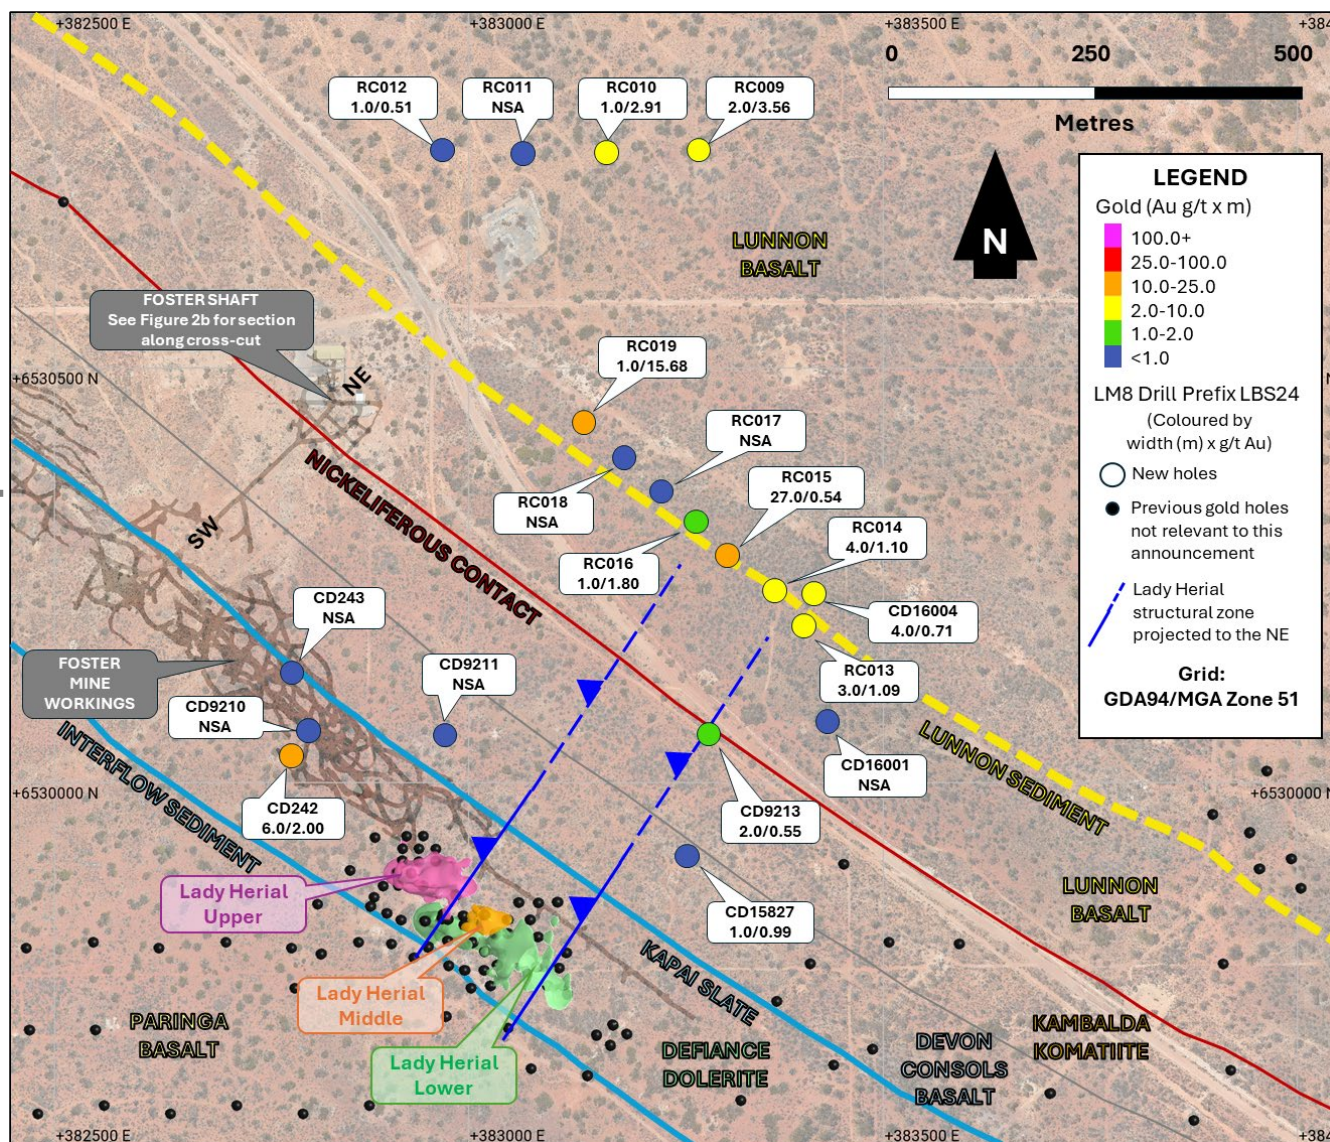 +382500 E
+383000 E
+383500 E
+384
0
250
500
Metres
RC012
1.0/0.51
RC011
NSA
RC010
1.0/2.91
RC009
2.0/3.56
LEGEND
Gold (Au g/t x m)
100.0+
25.0-100.0
10.0-25.0
2.0-10.0
1.0-2.0
<1.0
LM8 Drill Prefix LBS24
(Coloured by
width (m) x g/t Au)
New holes
Previous gold holes
not relevant to this
announcement
Lady Herial
structural zone
projected to the NE
Grid:
GDA94/MGA Zone 51
N
LUNNON
BASALT
FOSTER SHAFT
See Figure 2b for section
along cross-cut
+6530500 N
NE
SW
RC019
1.0/15.68
RC017
NSA
RC018
NSA
RC015
27.0/0.54
RC014
4.0/1.10
RC016
1.0/1.80
NICKELIFEROUS CONTACT
CD16004
4.0/0.71
RC013
3.0/1.09
CD243
NSA
FOSTER
MINE
WORKINGS
CD9211
NSA
CD9210
NSA
CD16001
NSA
LUNNON SEDIMENT
INTERFLOW SEDIMENT
+6530000 N
+6530000 N
CD242
6.0/2.00
CD9213
2.0/0.55
Lady Herial
Upper
CD15827
1.0/0.99
LUNNON
BASALT
KAPAI SLATE
Lady Herial
Middle
PARINGA
BASALT
Lady Herial
Lower
DEFIANCE
DOLERITE
DEVON
CONSOLS
BASALT
KAMBALDA
KOMATIITE
+382500 E
+383000 E
+383500 E
+384